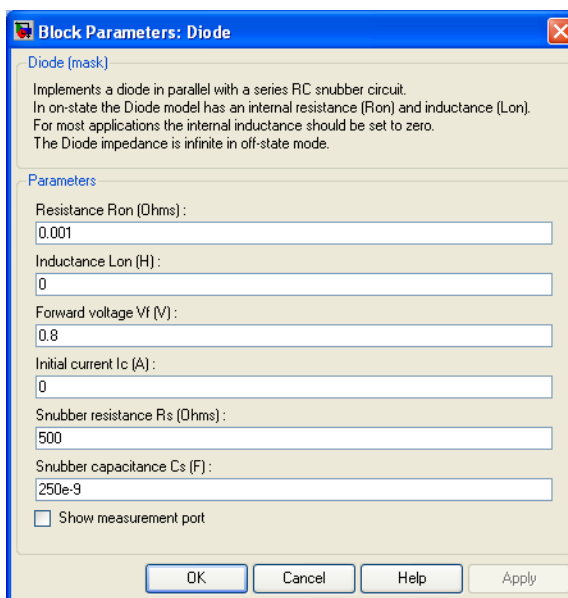 Block Parameters: Diode
Diode (mask)
Implements a diode in parallel with a series RC snubber circuit.
In on-state the Diode model has an internal resistance (Ron) and inductance (Lon).
For most applications the internal inductance should be set to zero.
The Diode impedance is infinite in off-state mode.
Parameters
Resistance Ron (Ohms) :
0.001
Inductance Lon (H) :
0
Forward voltage Vf (V) :
0.8
Initial current Ic (A) :
0
Snubber resistance Rs (Ohms) :
500
Snubber capacitance Cs (F) :
250e-9
Show measurement port
OK Cancel Help Apply